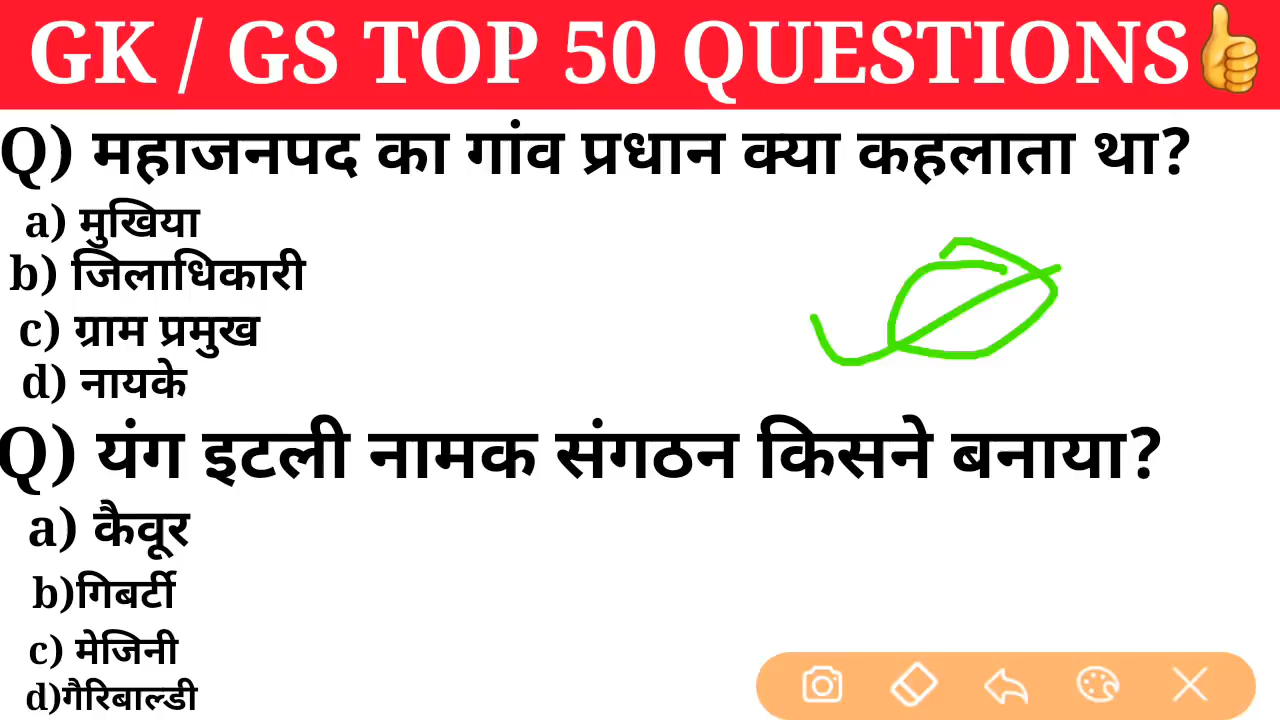 GK / GS TOP 50 QUESTIONS👍
Q) महाजनपद का गांव प्रधान क्या कहलाता था?
a) मुखिया
b) जिलाधिकारी
c) ग्राम प्रमुख
d) नायके
Q) यंग इटली नामक संगठन किसने बनाया?
a) कैवूर
b)गिबर्टी
c) मेजिनी
d)गैरिबाल्डी